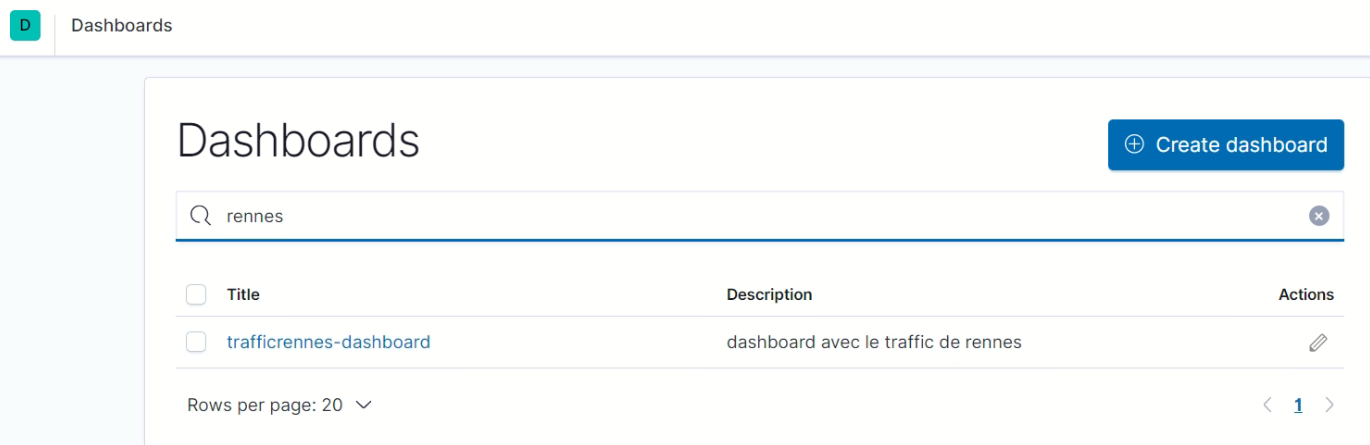 D Dashboards
Dashboards
Create dashboard
rennes
Title Description Actions
trafficrennes-dashboard dashboard avec le traffic de rennes
Rows per page: 20 1